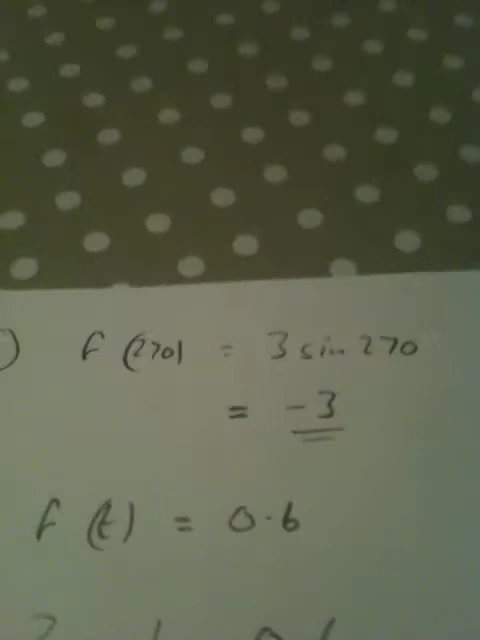 ) f (270) = 3 sin 270
= -3
f (t) = 0.6